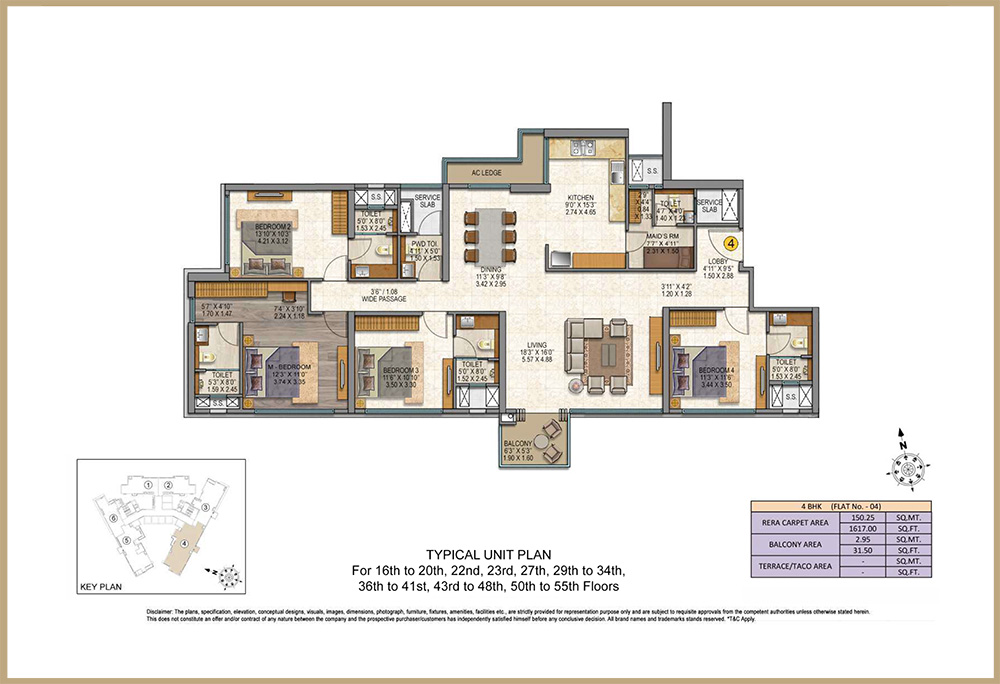 AC LEDGE
KITCHEN
9'0" X 15'3"
2.74 X 4.65
S.S.
2'9"
X 4'4"
0.84
X 1.33
TOILET
4'7" X 4'0"
1.40 X 1.23
SERVICE
SLAB
MAID'S RM
7'7" X 4'11"
2.31 X 1.50
4
LOBBY
4'11" X 9'5"
1.50 X 2.88
3'11" X 4'2"
1.20 X 1.28
BEDROOM 2
13'10" X 10'3"
4.21 X 3.12
S.S.
TOILET
5'0" X 8'0"
1.53 X 2.45
SERVICE
SLAB
PWD TOI.
4'11" X 5'0"
1.50 X 1.53
DINING
11'3" X 9'8"
3.42 X 2.95
3'6" / 1.08
WIDE PASSAGE
5'7" X 4'10"
1.70 X 1.47
7'4" X 3'10"
2.24 X 1.18
M - BEDROOM
12'3" X 11'0"
3.74 X 3.35
TOILET
5'3" X 8'0"
1.59 X 2.45
S.S.
BEDROOM 3
11'6" X 10'10"
3.50 X 3.30
TOILET
5'0" X 8'0"
1.52 X 2.45
LIVING
18'3" X 16'0"
5.57 X 4.88
BEDROOM 4
11'3" X 11'6"
3.44 X 3.50
TOILET
5'0" X 8'0"
1.53 X 2.45
S.S.
BALCONY
6'3" X 5'3"
1.90 X 1.60
N
1
2
3
4
5
6
N
KEY PLAN
TYPICAL UNIT PLAN
For 16th to 20th, 22nd, 23rd, 27th, 29th to 34th,
36th to 41st, 43rd to 48th, 50th to 55th Floors
4 BHK (FLAT No. - 04)
RERA CARPET AREA 150.25 SQ.MT.
1617.00 SQ.FT.
BALCONY AREA 2.95 SQ.MT.
31.50 SQ.FT.
TERRACE/TACO AREA - SQ.MT.
- SQ.FT.
Disclaimer: The plans, specification, elevation, conceptual designs, visuals, images, dimensions, photograph, furniture, fixtures, amenities, facilities etc., are strictly provided for representation purpose only and are subject to requisite approvals from the competent authorities unless otherwise stated herein.
This does not constitute an offer and/or contract of any nature between the company and the prospective purchaser/customers has independently satisfied himself before any conclusive decision. All brand names and trademarks stands reserved. *T&C Apply.